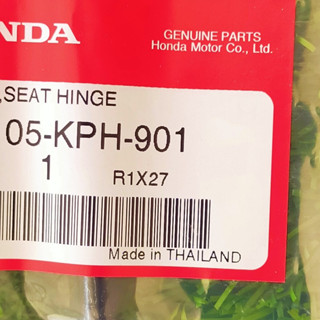 NDA
GENUINE PARTS
Honda Motor Co., Ltd.
,SEAT HINGE
05-KPH-901
1 R1X27
Made in THAILAND